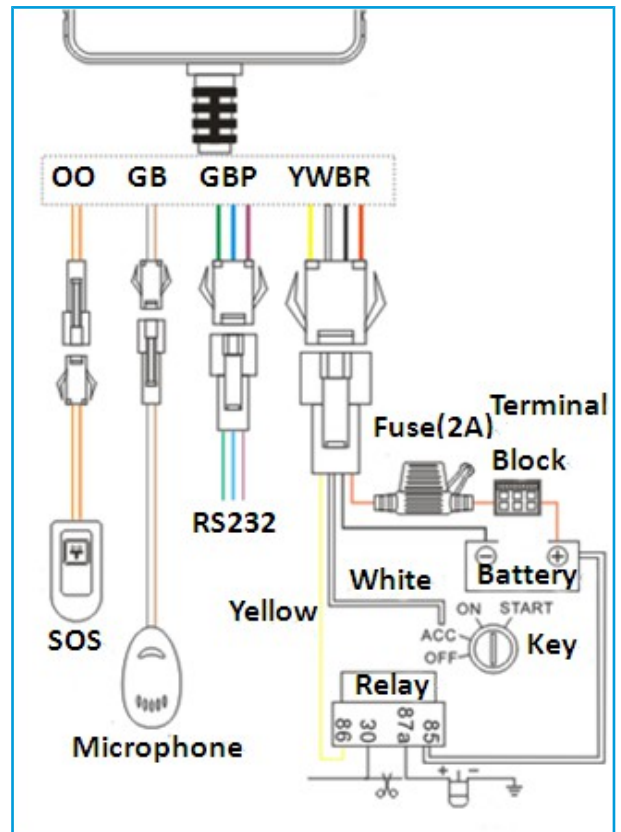 OO GB GBP YWBR
Terminal
Fuse(2A)
Block
RS232
Battery
White
Yellow
ON START
ACC
Key
OFF
SOS
Relay
86 30 87a 85
Microphone
+ -